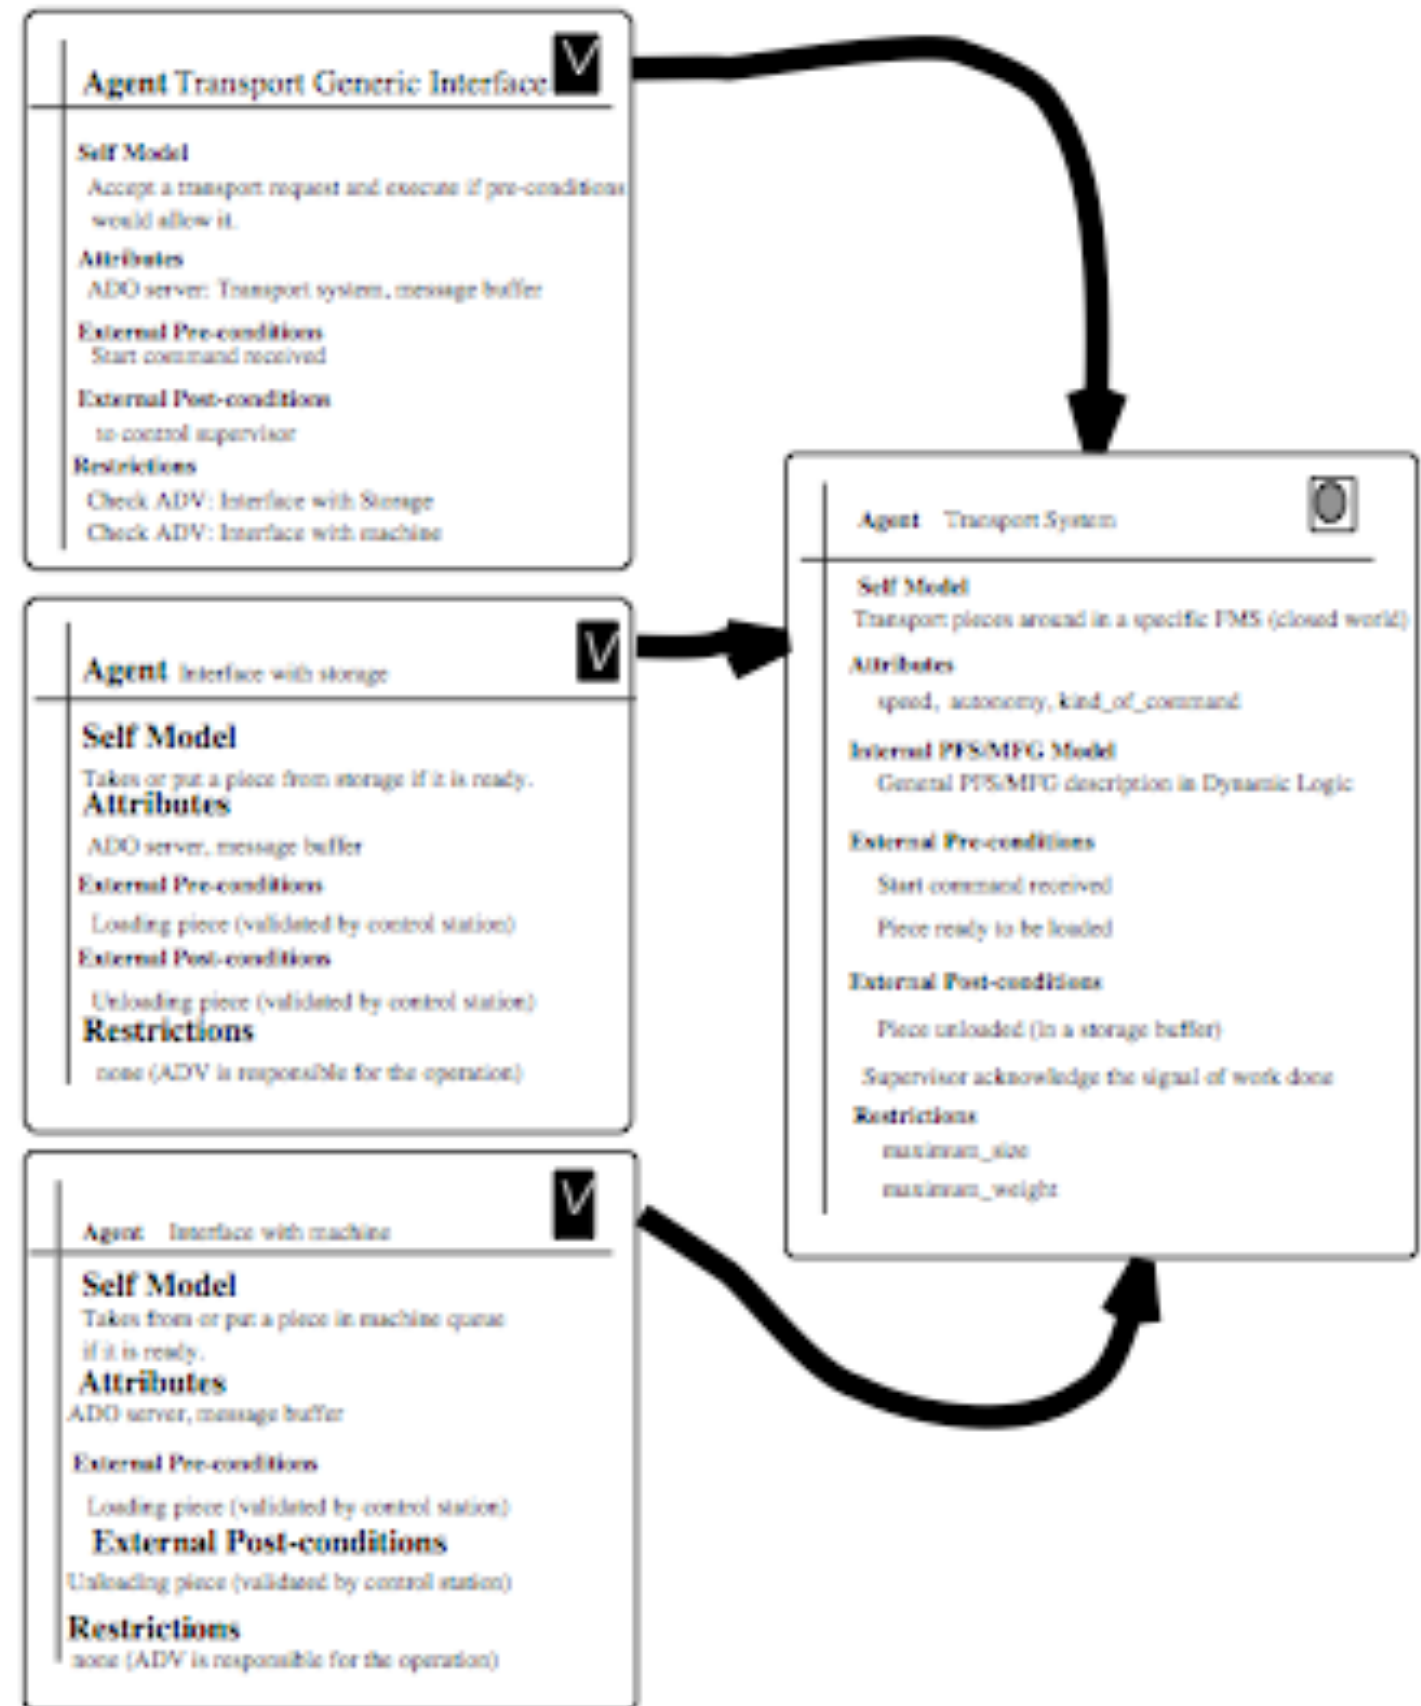 Agent Transport Generic Interface
V
Self Model
Accept a transport request and execute if pre-conditions
would allow it.
Attributes
ADO server: Transport system, message buffer
External Pre-conditions
Start command received
External Post-conditions
to control supervisor
Restrictions
Check ADV: Interface with Storage
Check ADV: Interface with machine
Agent Interface with storage
V
Self Model
Takes or put a piece from storage if it is ready.
Attributes
ADO server, message buffer
External Pre-conditions
Loading piece (validated by control station)
External Post-conditions
Unloading piece (validated by control station)
Restrictions
none (ADV is responsible for the operation)
Agent Interface with machine
V
Self Model
Takes from or put a piece in machine queue
if it is ready.
Attributes
ADO server, message buffer
External Pre-conditions
Loading piece (validated by control station)
External Post-conditions
Unloading piece (validated by control station)
Restrictions
none (ADV is responsible for the operation)
Agent Transport System
O
Self Model
Transport pieces around in a specific FMS (closed world)
Attributes
speed, autonomy, kind_of_command
Internal PFS/MFG Model
General PFS/MFG description in Dynamic Logic
External Pre-conditions
Start command received
Piece ready to be loaded
External Post-conditions
Piece unloaded (in a storage buffer)
Supervisor acknowledge the signal of work done
Restrictions
maximum_size
maximum_weight